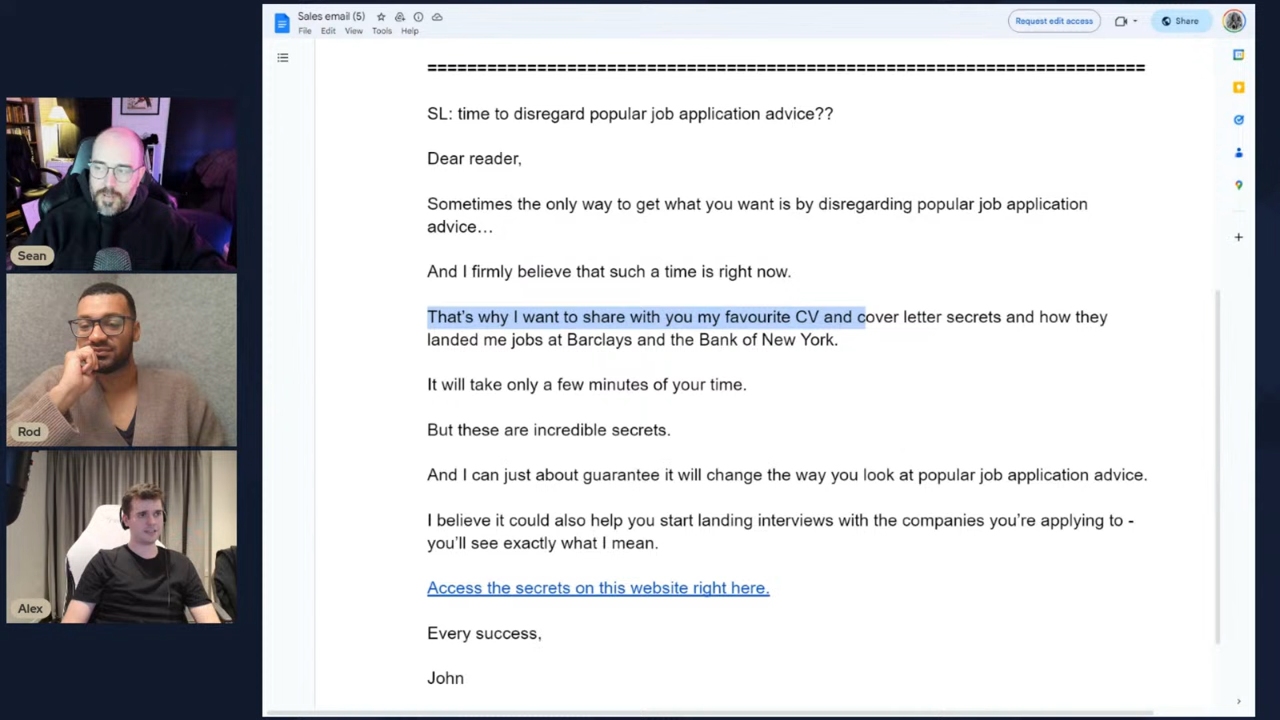 Sales email (5)
File Edit View Tools Help
Request edit access
Share
=======================================================================
SL: time to disregard popular job application advice??
Dear reader,
Sometimes the only way to get what you want is by disregarding popular job application
advice…
And I firmly believe that such a time is right now.
That’s why I want to share with you my favourite CV and cover letter secrets and how they
landed me jobs at Barclays and the Bank of New York.
It will take only a few minutes of your time.
But these are incredible secrets.
And I can just about guarantee it will change the way you look at popular job application advice.
I believe it could also help you start landing interviews with the companies you’re applying to -
you’ll see exactly what I mean.
Access the secrets on this website right here.
Every success,
John
Sean
Rod
Alex